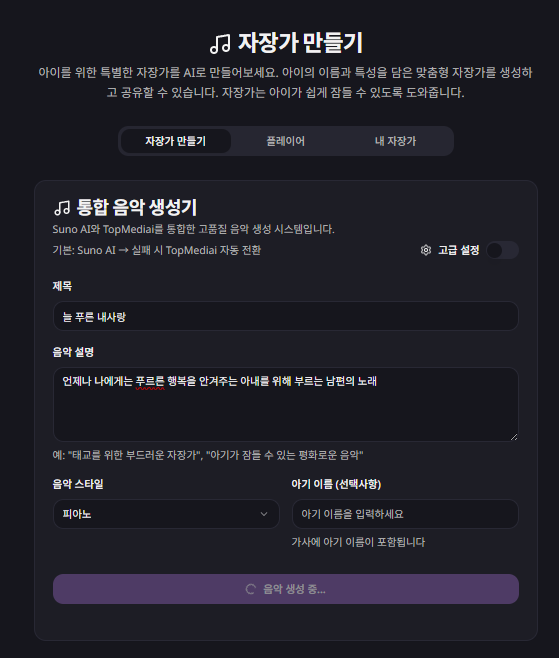 자장가 만들기
아이를 위한 특별한 자장가를 AI로 만들어보세요. 아이의 이름과 특성을 담은 맞춤형 자장가를 생성하
고 공유할 수 있습니다. 자장가는 아이가 쉽게 잠들 수 있도록 도와줍니다.
자장가 만들기
플레이어
내 자장가
통합 음악 생성기
Suno AI와 TopMediai를 통합한 고품질 음악 생성 시스템입니다.
기본: Suno AI → 실패 시 TopMediai 자동 전환
고급 설정
제목
늘 푸른 내사랑
음악 설명
언제나 나에게는 푸르른 행복을 안겨주는 아내를 위해 부르는 남편의 노래
예: "태교를 위한 부드러운 자장가", "아기가 잠들 수 있는 평화로운 음악"
음악 스타일
아기 이름 (선택사항)
피아노
아기 이름을 입력하세요
가사에 아기 이름이 포함됩니다
음악 생성 중...